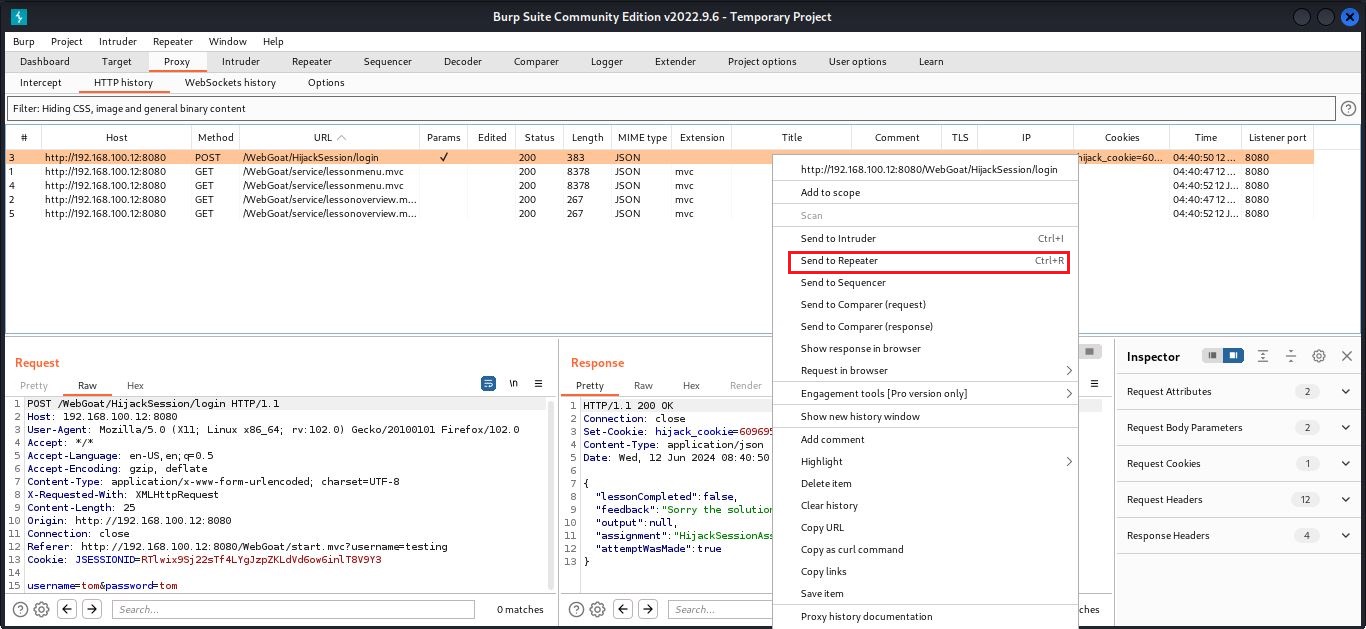 Burp Suite Community Edition v2022.9.6 - Temporary Project
Burp Project Intruder Repeater Window Help
Dashboard Target Proxy Intruder Repeater Sequencer Decoder Comparer Logger Extender Project options User options Learn
Intercept HTTP history WebSockets history Options
Filter: Hiding CSS, image and general binary content
# Host Method URL Params Edited Status Length MIME type Extension Title Comment TLS IP Cookies Time Listener port
3 http://192.168.100.12:8080 POST /WebGoat/HijackSession/login ✓ 200 383 JSON hijack_cookie=60... 04:40:50 12 ... 8080
1 http://192.168.100.12:8080 GET /WebGoat/service/lessonmenu.mvc 200 8378 JSON mvc 04:40:47 12 J... 8080
4 http://192.168.100.12:8080 GET /WebGoat/service/lessonmenu.mvc 200 8378 JSON mvc 04:40:52 12 J... 8080
2 http://192.168.100.12:8080 GET /WebGoat/service/lessonoverview.m... 200 267 JSON mvc 04:40:47 12 J... 8080
5 http://192.168.100.12:8080 GET /WebGoat/service/lessonoverview.m... 200 267 JSON mvc 04:40:52 12 J... 8080
http://192.168.100.12:8080/WebGoat/HijackSession/login
Add to scope
Scan
Send to Intruder Ctrl+I
Send to Repeater Ctrl+R
Send to Sequencer
Send to Comparer (request)
Send to Comparer (response)
Show response in browser
Request in browser
Engagement tools [Pro version only]
Show new history window
Add comment
Highlight
Delete item
Clear history
Copy URL
Copy as curl command
Copy links
Save item
Proxy history documentation
Request
Pretty Raw Hex \n
1 POST /WebGoat/HijackSession/login HTTP/1.1
2 Host: 192.168.100.12:8080
3 User-Agent: Mozilla/5.0 (X11; Linux x86_64; rv:102.0) Gecko/20100101 Firefox/102.0
4 Accept: */*
5 Accept-Language: en-US,en;q=0.5
6 Accept-Encoding: gzip, deflate
7 Content-Type: application/x-www-form-urlencoded; charset=UTF-8
8 X-Requested-With: XMLHttpRequest
9 Content-Length: 25
10 Origin: http://192.168.100.12:8080
11 Connection: close
12 Referer: http://192.168.100.12:8080/WebGoat/start.mvc?username=testing
13 Cookie: JSESSIONID=RTlwix9Sj22sTf4LYgJzpZKLdVd6ow6inlT8V9Y3
14
15 username=tom&password=tom
Search... 0 matches
Response
Pretty Raw Hex Render
1 HTTP/1.1 200 OK
2 Connection: close
3 Set-Cookie: hijack_cookie=609695
4 Content-Type: application/json
5 Date: Wed, 12 Jun 2024 08:40:50
6
7 {
8 "lessonCompleted":false,
9 "feedback":"Sorry the solution
10 "output":null,
11 "assignment":"HijackSessionAss
12 "attemptWasMade":true
13 }
Search... ches
Inspector
Request Attributes 2
Request Body Parameters 2
Request Cookies 1
Request Headers 12
Response Headers 4